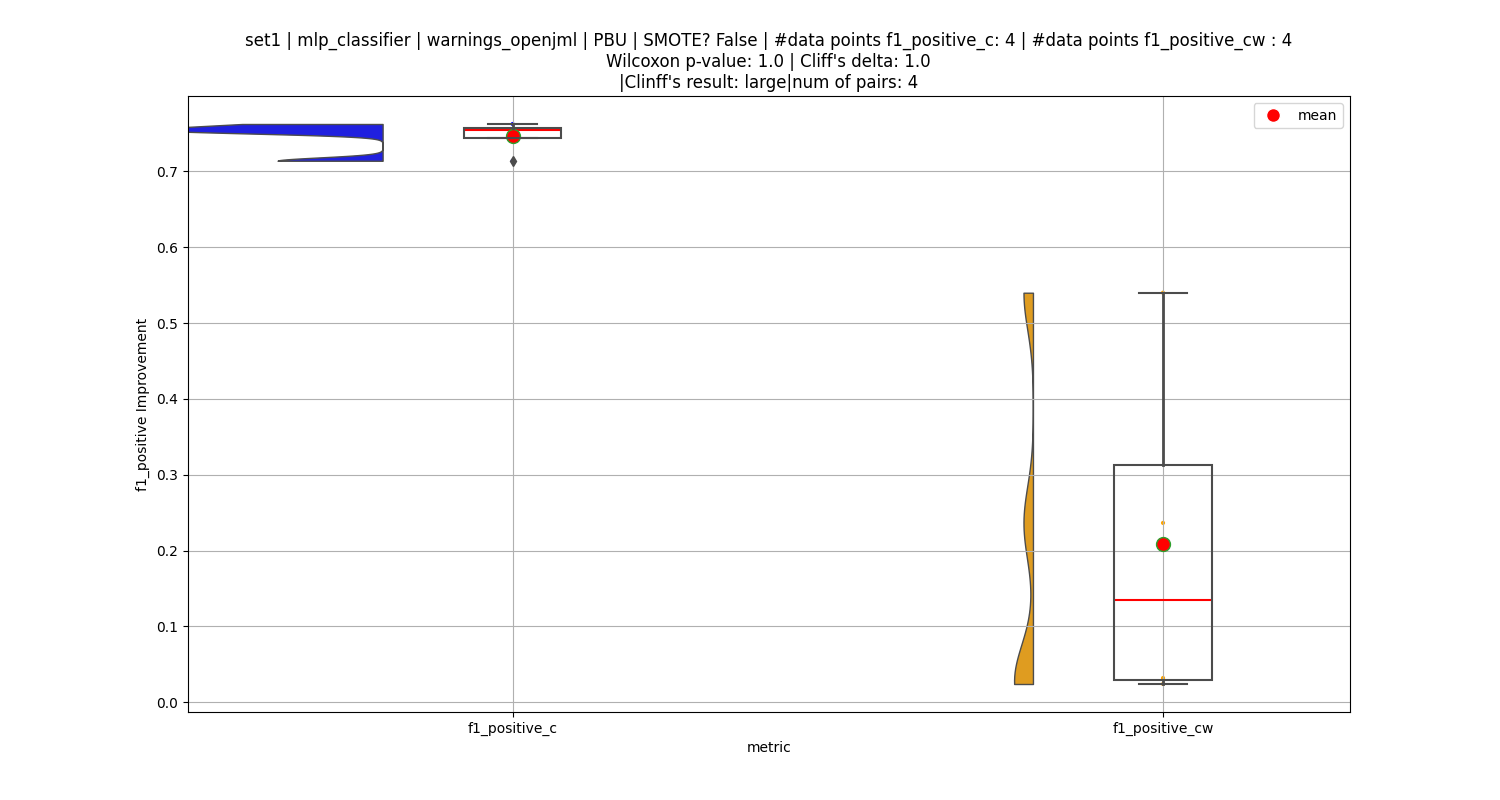 set1 | mlp_classifier | warnings_openjml | PBU | SMOTE? False | #data points f1_positive_c: 4 | #data points f1_positive_cw : 4
Wilcoxon p-value: 1.0 | Cliff's delta: 1.0
|Clinff's result: large|num of pairs: 4
mean
0.7
0.6
0.5
0.4
0.3
0.2
0.1
0.0
f1_positive Improvement
f1_positive_c
f1_positive_cw
metric